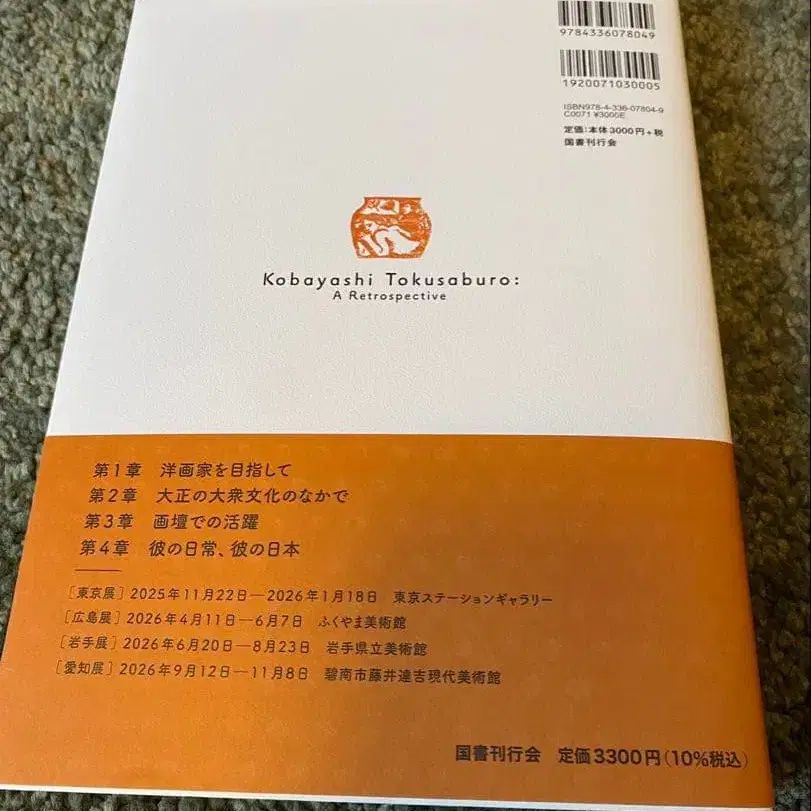 9784336078049
1920071030005
ISBN978-4-336-07804-9
C0071 ¥3000E
定価:本体3000円+税
国書刊行会
Kobayashi Tokusaburo:
A Retrospective
第1章 洋画家を目指して
第2章 大正の大衆文化のなかで
第3章 画壇での活躍
第4章 彼の日常、彼の日本
[東京展] 2025年11月22日—2026年1月18日 東京ステーションギャラリー
[広島展] 2026年4月11日—6月7日 ふくやま美術館
[岩手展] 2026年6月20日—8月23日 岩手県立美術館
[愛知展] 2026年9月12日—11月8日 碧南市藤井達吉現代美術館
国書刊行会 定価3300円(10%税込)